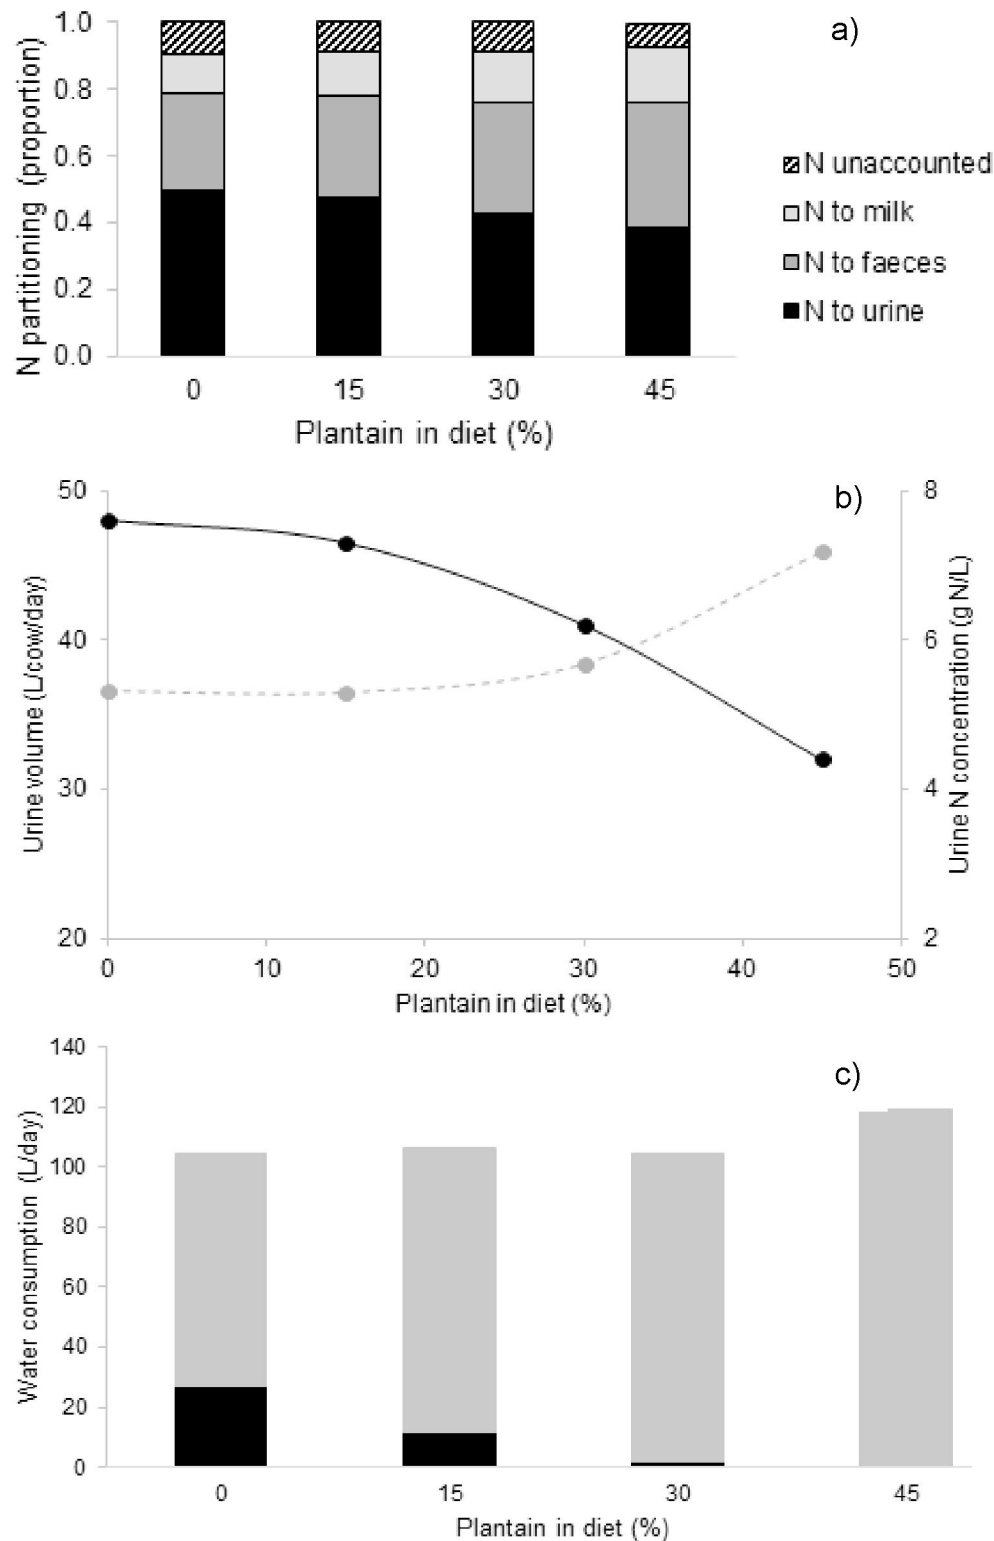 a)
N partitioning (proportion)
1.0
0.8
0.6
0.4
0.2
0.0
0 15 30 45
Plantain in diet (%)
N unaccounted
N to milk
N to faeces
N to urine
b)
Urine volume (L/cow/day)
50
40
30
20
Urine N concentration (g N/L)
8
6
4
2
0 10 20 30 40 50
Plantain in diet (%)
c)
Water consumption (L/day)
140
120
100
80
60
40
20
0
0 15 30 45
Plantain in diet (%)